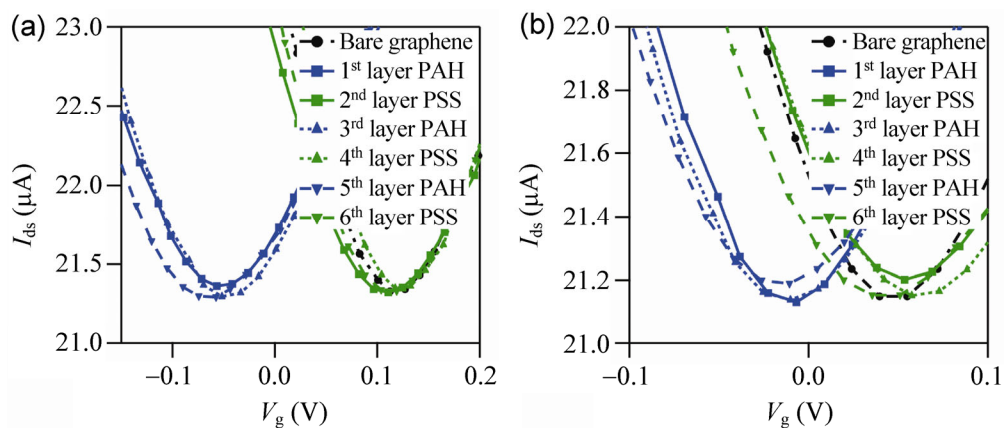 (a)
23.0
22.5
22.0
21.5
21.0
I_ds (μA)
−0.1
0.0
0.1
0.2
V_g (V)
Bare graphene
1st layer PAH
2nd layer PSS
3rd layer PAH
4th layer PSS
5th layer PAH
6th layer PSS
(b)
22.0
21.8
21.6
21.4
21.2
21.0
I_ds (μA)
−0.1
0.0
0.1
V_g (V)
Bare graphene
1st layer PAH
2nd layer PSS
3rd layer PAH
4th layer PSS
5th layer PAH
6th layer PSS